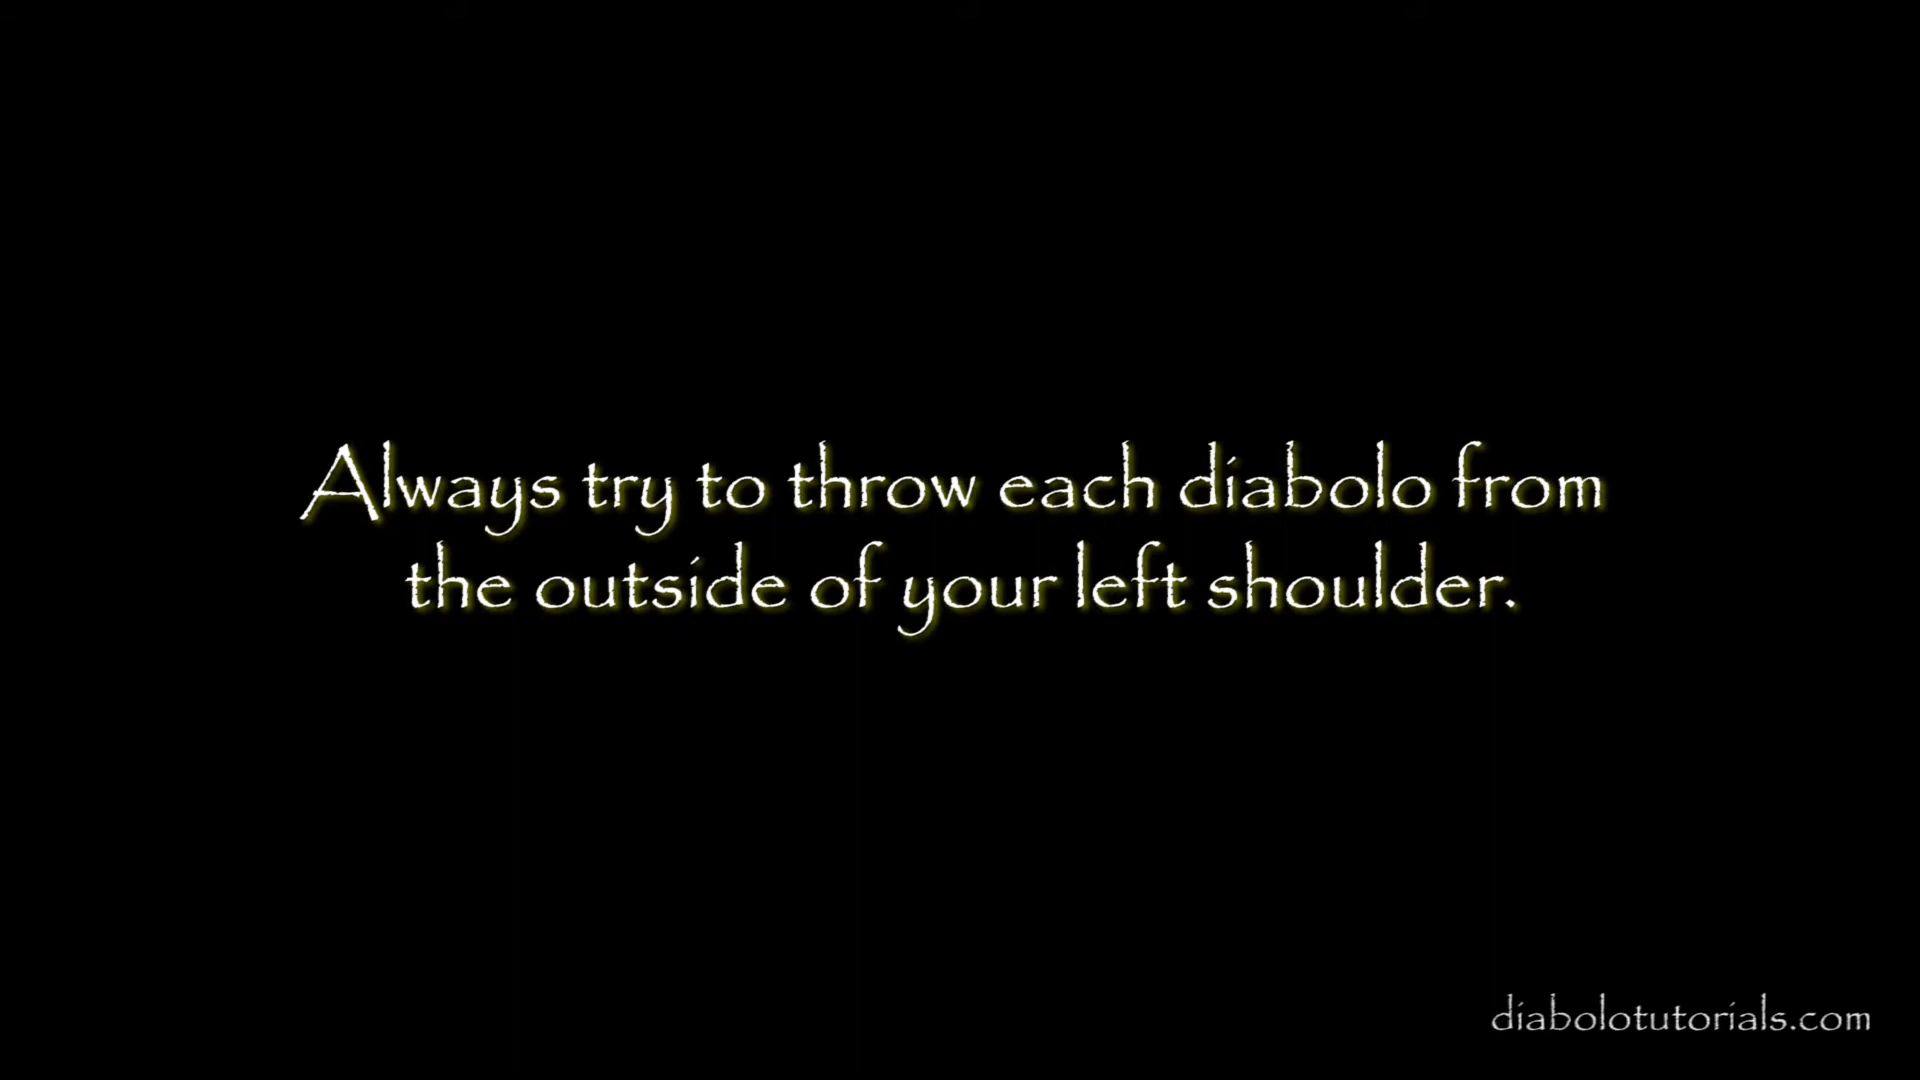 Always try to throw each diabolo from
the outside of your left shoulder.
diabolotutorials.com